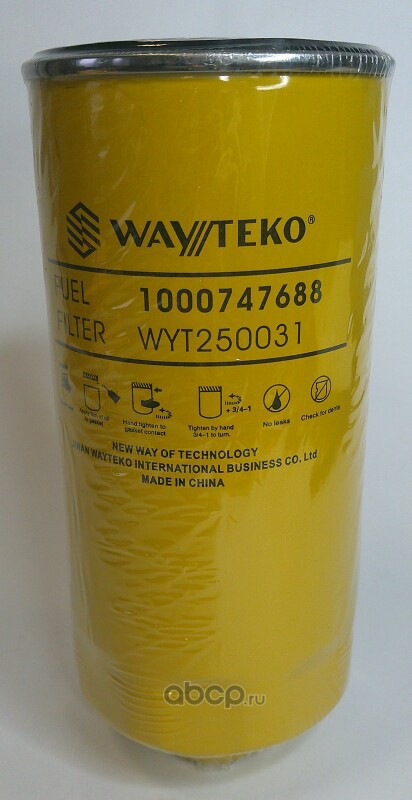 WAYTEKO®
FUEL 1000747688
FILTER WYT250031
Hand tighten to
gasket contact
+3/4-1
Tighten by hand
3/4-1 to turn.
No leaks
Check for dents
NEW WAY OF TECHNOLOGY
WAYTEKO INTERNATIONAL BUSINESS CO. Ltd
MADE IN CHINA
abcp.ru